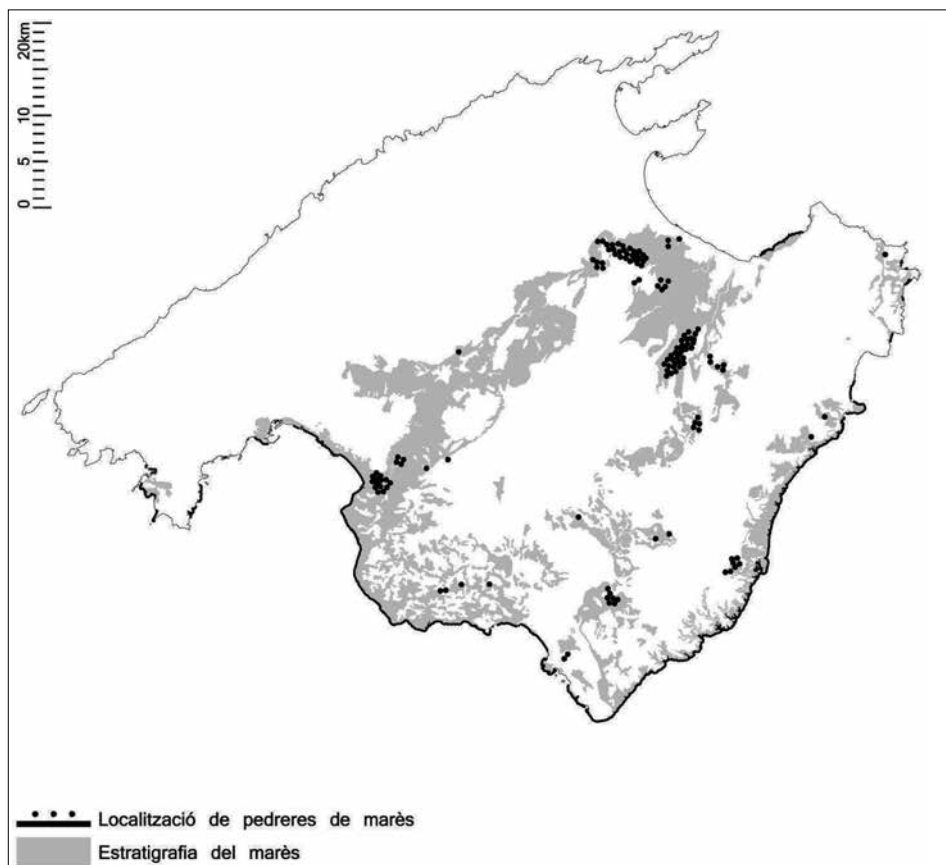 20km
10
5
0
Localització de pedreres de marès
Estratigrafia del marès